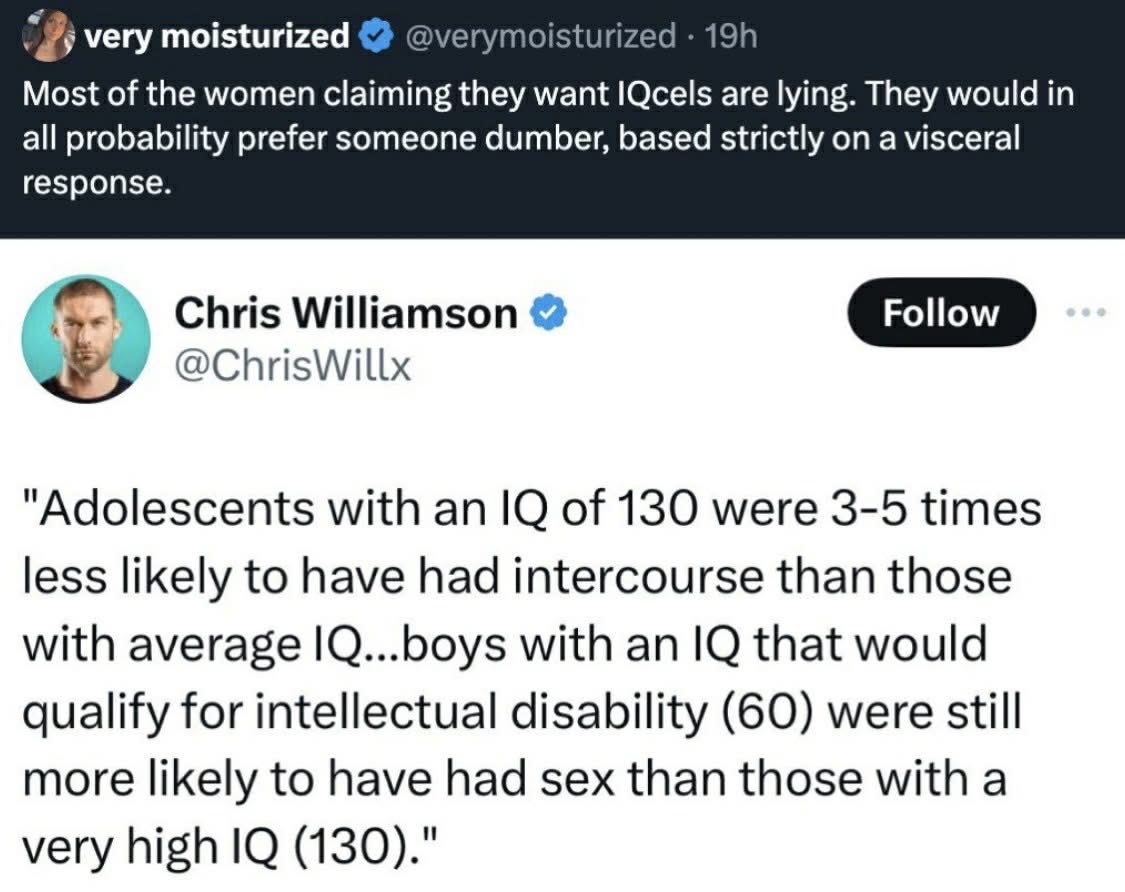 very moisturized @verymoisturized · 19h
Most of the women claiming they want IQcels are lying. They would in
all probability prefer someone dumber, based strictly on a visceral
response.
Chris Williamson
Follow
@ChrisWillx
"Adolescents with an IQ of 130 were 3-5 times
less likely to have had intercourse than those
with average IQ...boys with an IQ that would
qualify for intellectual disability (60) were still
more likely to have had sex than those with a
very high IQ (130)."